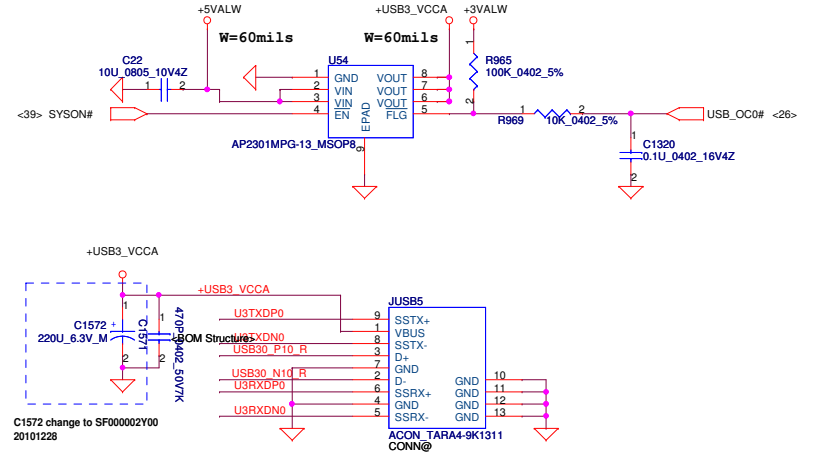 +5VALW
+USB3_VCCA
+3VALW
W=60mils
W=60mils
C22
10U_0805_10V4Z
1
2
U54
1
2
3
4
GND
VIN
VIN
EN
EPAD
9
VOUT
VOUT
VOUT
FLG
8
7
6
5
AP2301MPG-13_MSOP8
<39> SYSON#
1
R965
100K_0402_5%
2
1
2
R969
10K_0402_5%
USB_OC0# <26>
1
C1320
0.1U_0402_16V4Z
2
+USB3_VCCA
+USB3_VCCA
1
C1572
+
220U_6.3V_M
2
1
C1571
2
<BOM Structure>
C1572 change to SF000002Y00
20101228
U3TXDP0
U3TXDN0
USB30_P10_R
USB30_N10_R
U3RXDP0
U3RXDN0
JUSB5
9
1
8
3
7
2
6
4
5
SSTX+
VBUS
SSTX-
D+
GND
D-
SSRX+
GND
SSRX-
GND
GND
GND
GND
10
11
12
13
ACON_TARA4-9K1311
CONN@